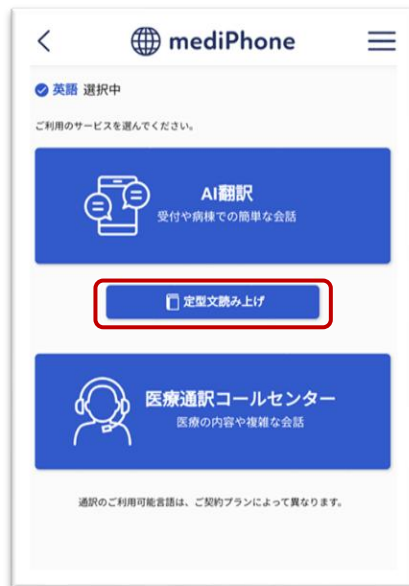 mediPhone
英語 選択中
ご利用のサービスを選んでください。
AI翻訳
受付や病棟での簡単な会話
定型文読み上げ
医療通訳コールセンター
医療の内容や複雑な会話
通訳のご利用可能言語は、ご契約プランによって異なります。